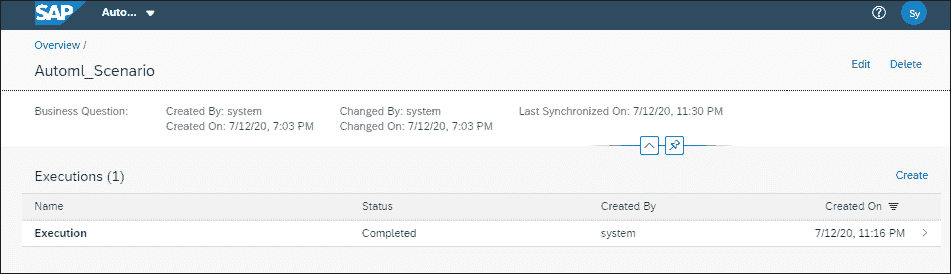 SAP Auto... Sy
Overview /
Automl_Scenario Edit Delete
Business Question: Created By: system Changed By: system Last Synchronized On: 7/12/20, 11:30 PM
Created On: 7/12/20, 7:03 PM Changed On: 7/12/20, 7:03 PM
Executions (1) Create
Name Status Created By Created On
Execution Completed system 7/12/20, 11:16 PM